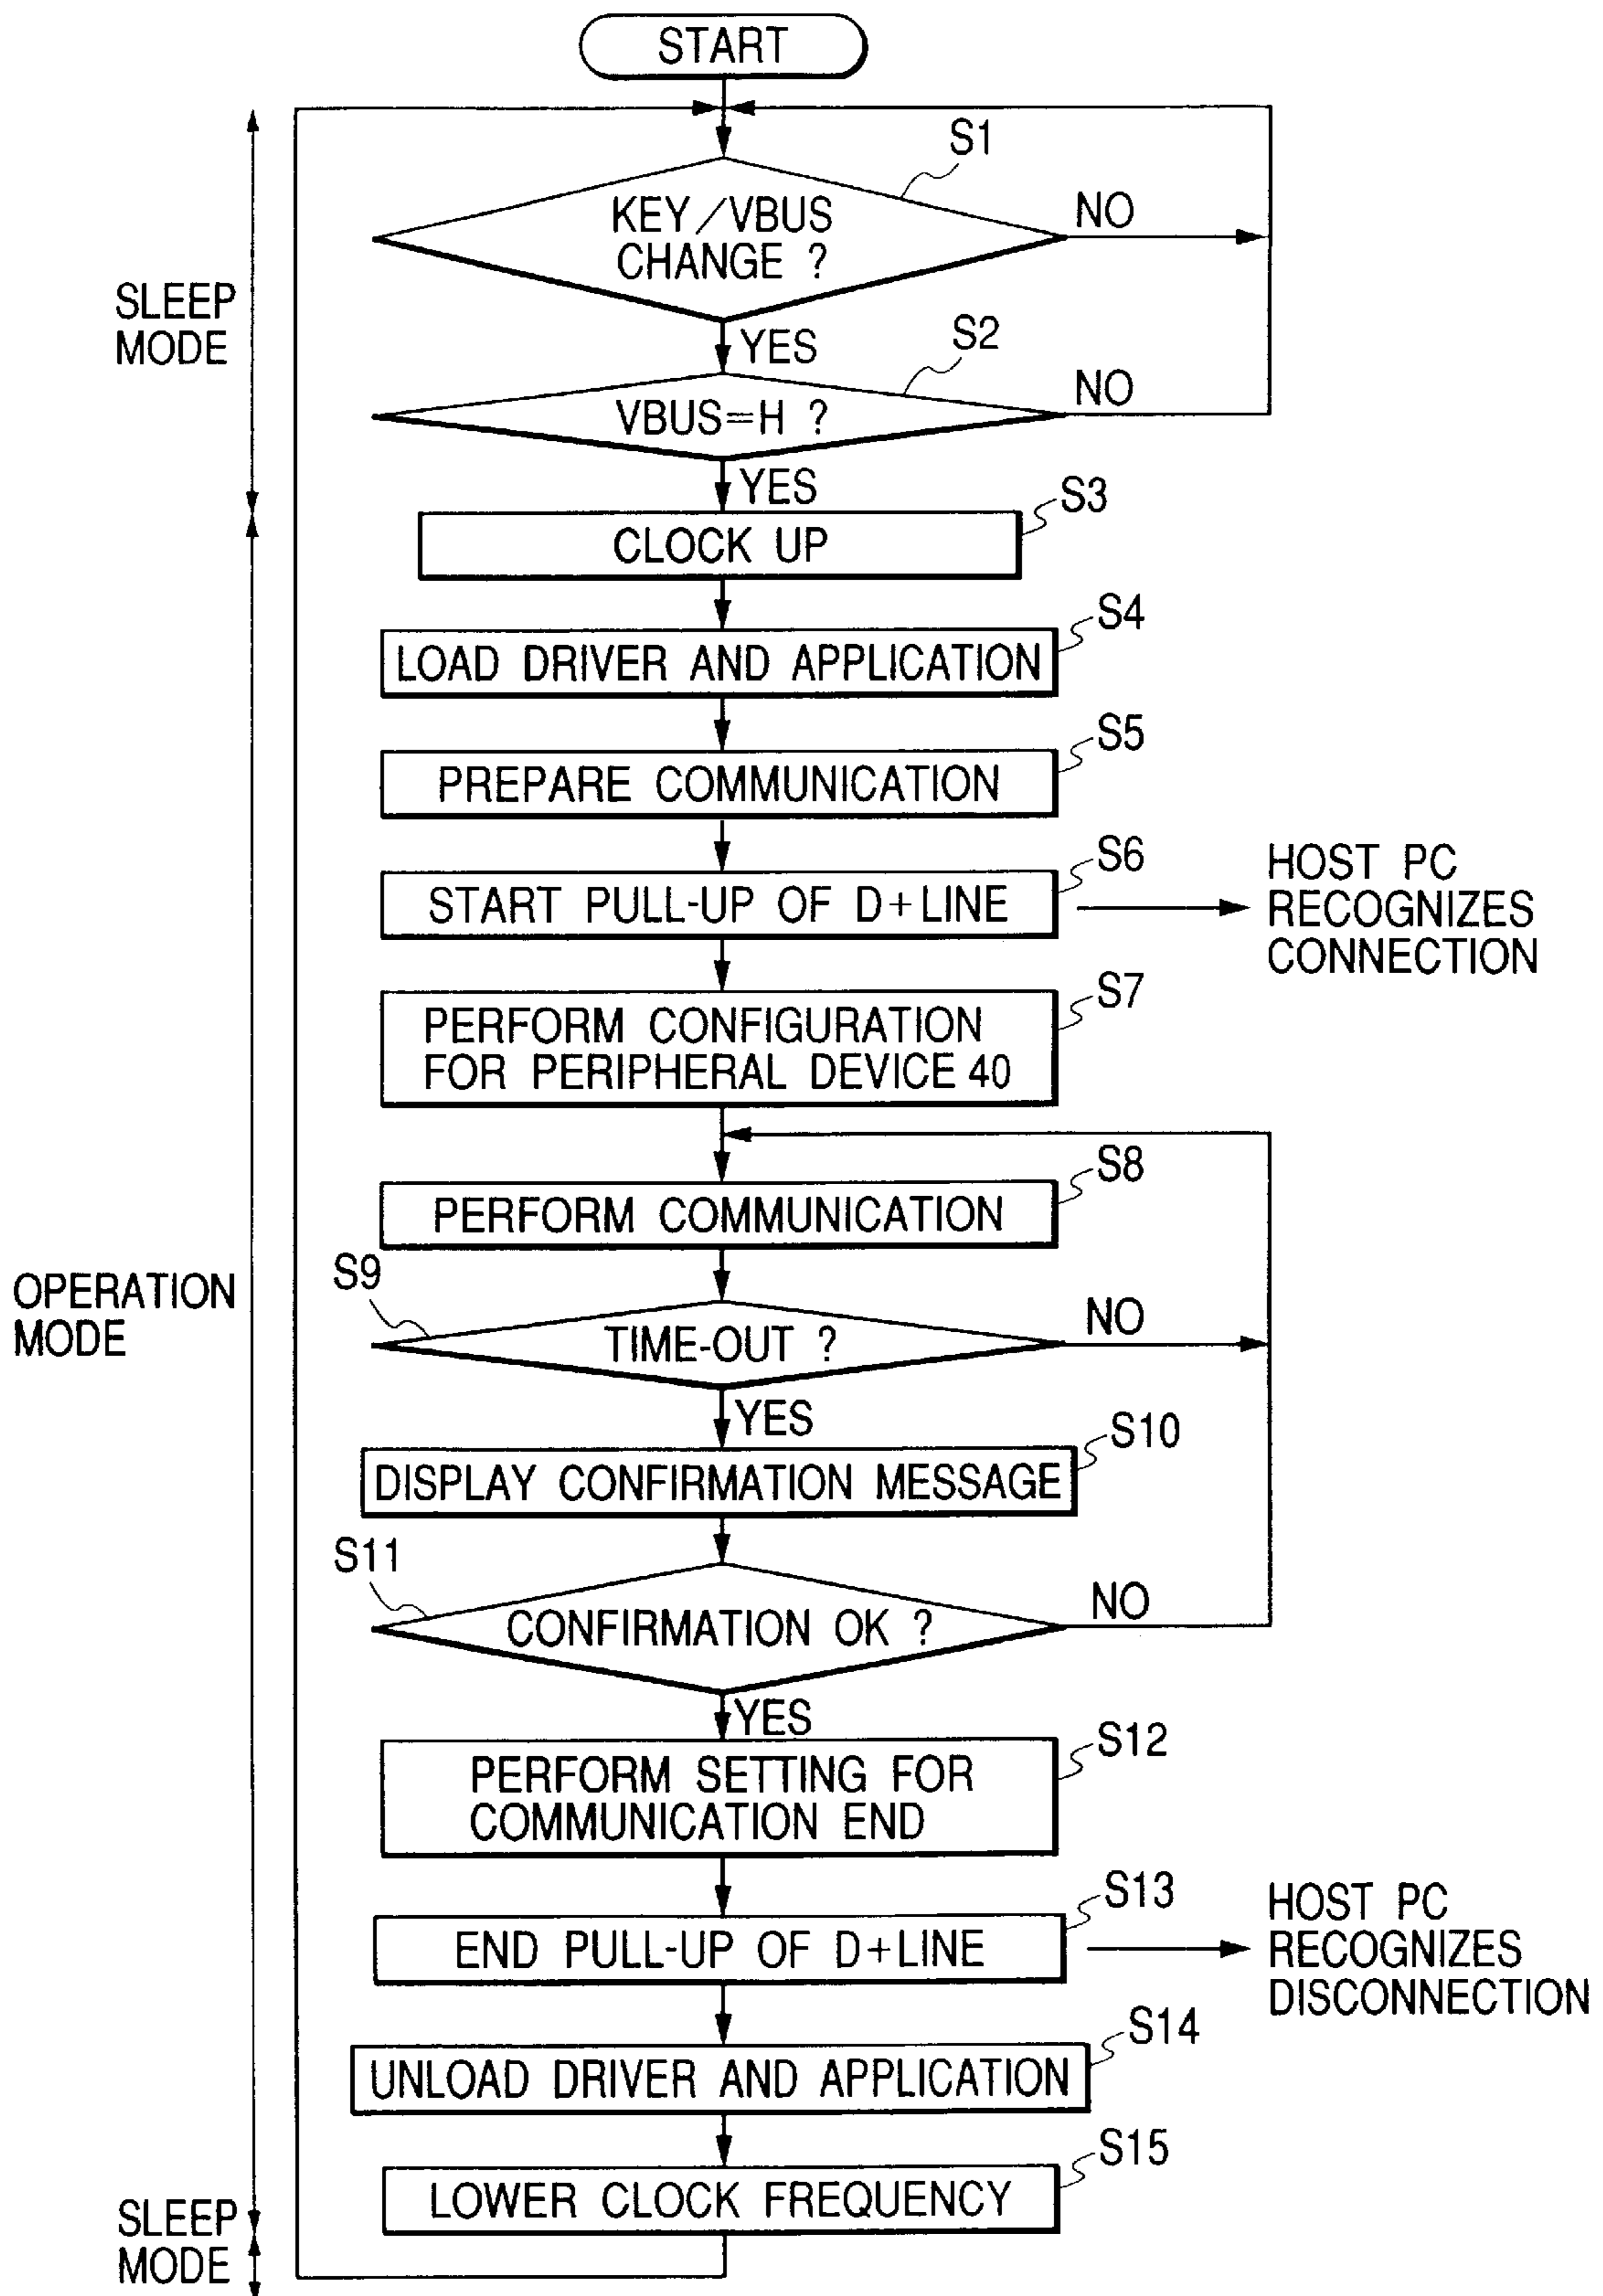 START
S1
KEY/VBUS
CHANGE ?
NO
SLEEP
MODE
YES
S2
VBUS=H ?
NO
YES
S3
CLOCK UP
S4
LOAD DRIVER AND APPLICATION
S5
PREPARE COMMUNICATION
S6
START PULL-UP OF D+LINE
HOST PC
RECOGNIZES
CONNECTION
S7
PERFORM CONFIGURATION
FOR PERIPHERAL DEVICE 40
S8
PERFORM COMMUNICATION
OPERATION
MODE
S9
TIME-OUT ?
NO
YES
S10
DISPLAY CONFIRMATION MESSAGE
S11
CONFIRMATION OK ?
NO
YES
S12
PERFORM SETTING FOR
COMMUNICATION END
S13
END PULL-UP OF D+LINE
HOST PC
RECOGNIZES
DISCONNECTION
S14
UNLOAD DRIVER AND APPLICATION
S15
LOWER CLOCK FREQUENCY
SLEEP
MODE